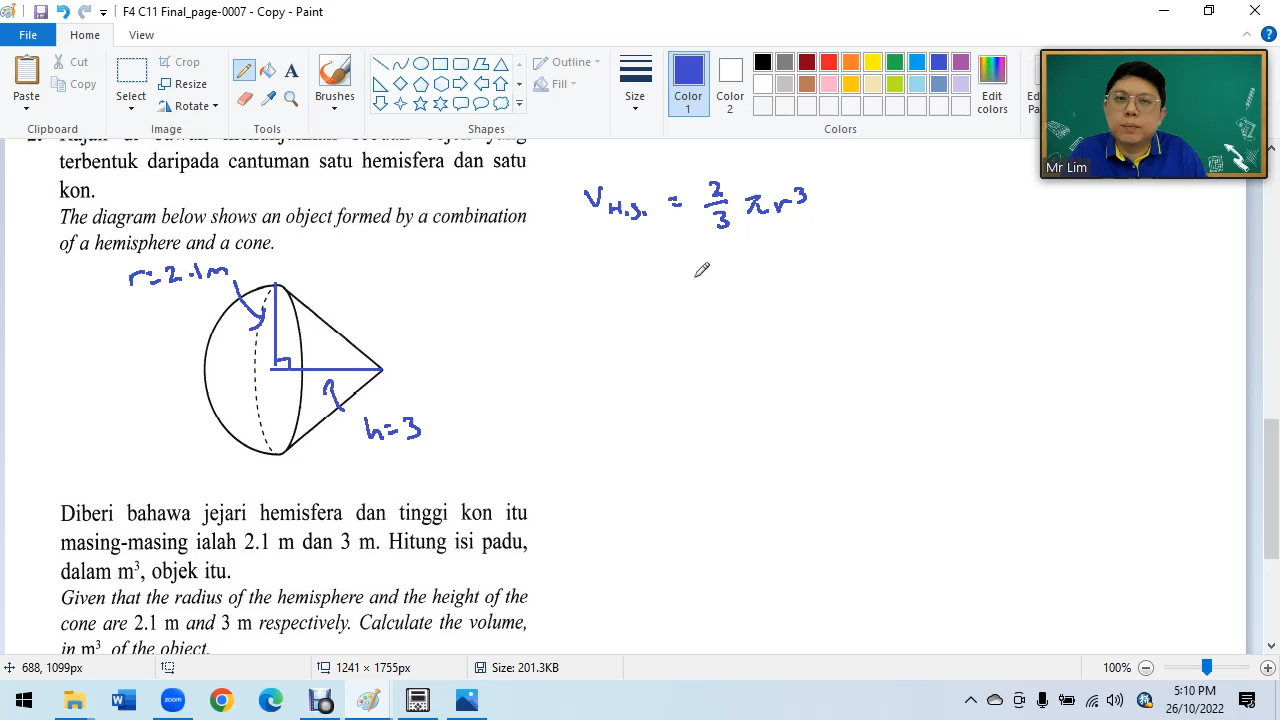 F4 C11 Final_page-0007 - Copy - Paint
File
Home
View
Paste
Cut
Copy
Clipboard
Select
Crop
Resize
Rotate
Image
A
Tools
Brushes
Shapes
Outline
Fill
Size
Color 1
Color 2
Edit colors
Colors
Mr Lim
terbentuk daripada cantuman satu hemisfera dan satu
kon.
The diagram below shows an object formed by a combination
of a hemisphere and a cone.
r=2.1m
h=3
V H.S. = 2/3 πr³
Diberi bahawa jejari hemisfera dan tinggi kon itu
masing-masing ialah 2.1 m dan 3 m. Hitung isi padu,
dalam m³, objek itu.
Given that the radius of the hemisphere and the height of the
cone are 2.1 m and 3 m respectively. Calculate the volume,
in m³ of the object.
688, 1099px
1241 × 1755px
Size: 201.3KB
100%
zoom
5:10 PM
26/10/2022